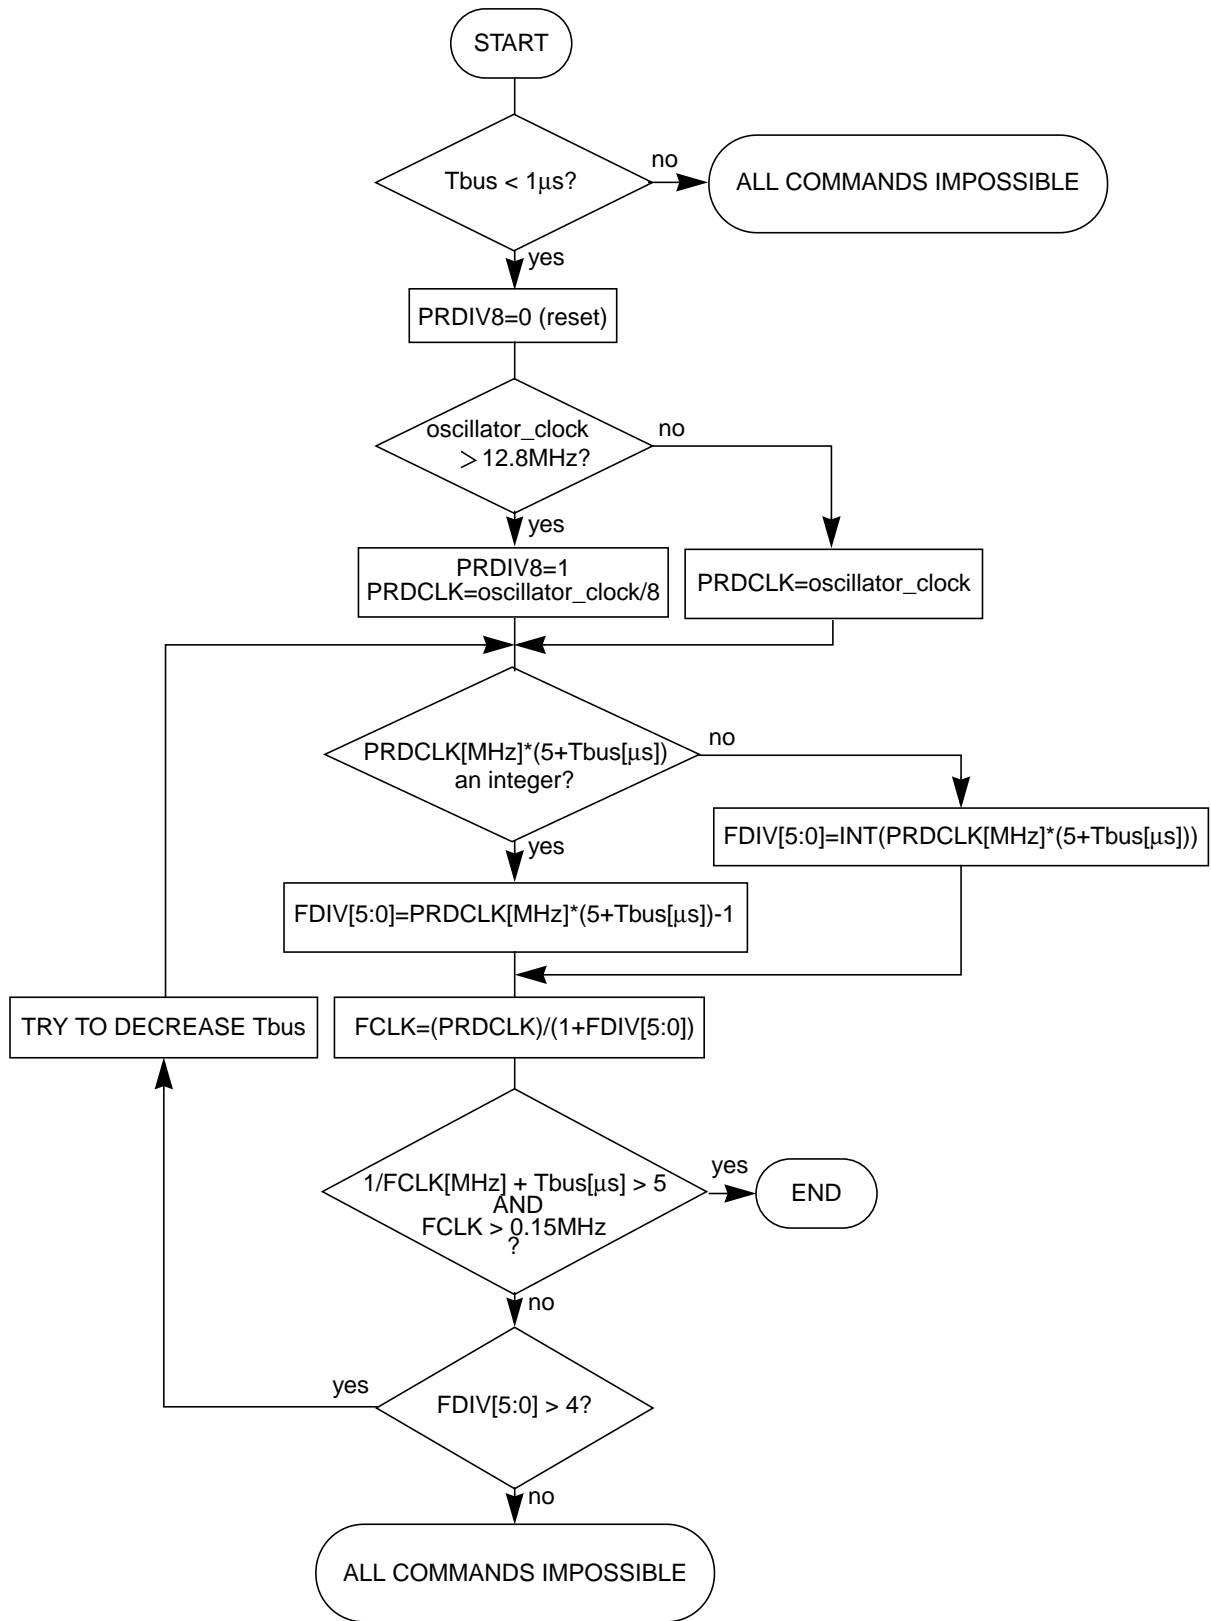 START
Tbus < 1μs?
no
ALL COMMANDS IMPOSSIBLE
yes
PRDIV8=0 (reset)
oscillator_clock
> 12.8MHz?
no
yes
PRDIV8=1
PRDCLK=oscillator_clock/8
PRDCLK=oscillator_clock
PRDCLK[MHz]*(5+Tbus[μs])
an integer?
no
yes
FDIV[5:0]=INT(PRDCLK[MHz]*(5+Tbus[μs]))
FDIV[5:0]=PRDCLK[MHz]*(5+Tbus[μs])-1
TRY TO DECREASE Tbus
FCLK=(PRDCLK)/(1+FDIV[5:0])
1/FCLK[MHz] + Tbus[μs] > 5
AND
FCLK > 0.15MHz
?
yes
END
no
yes
FDIV[5:0] > 4?
no
ALL COMMANDS IMPOSSIBLE